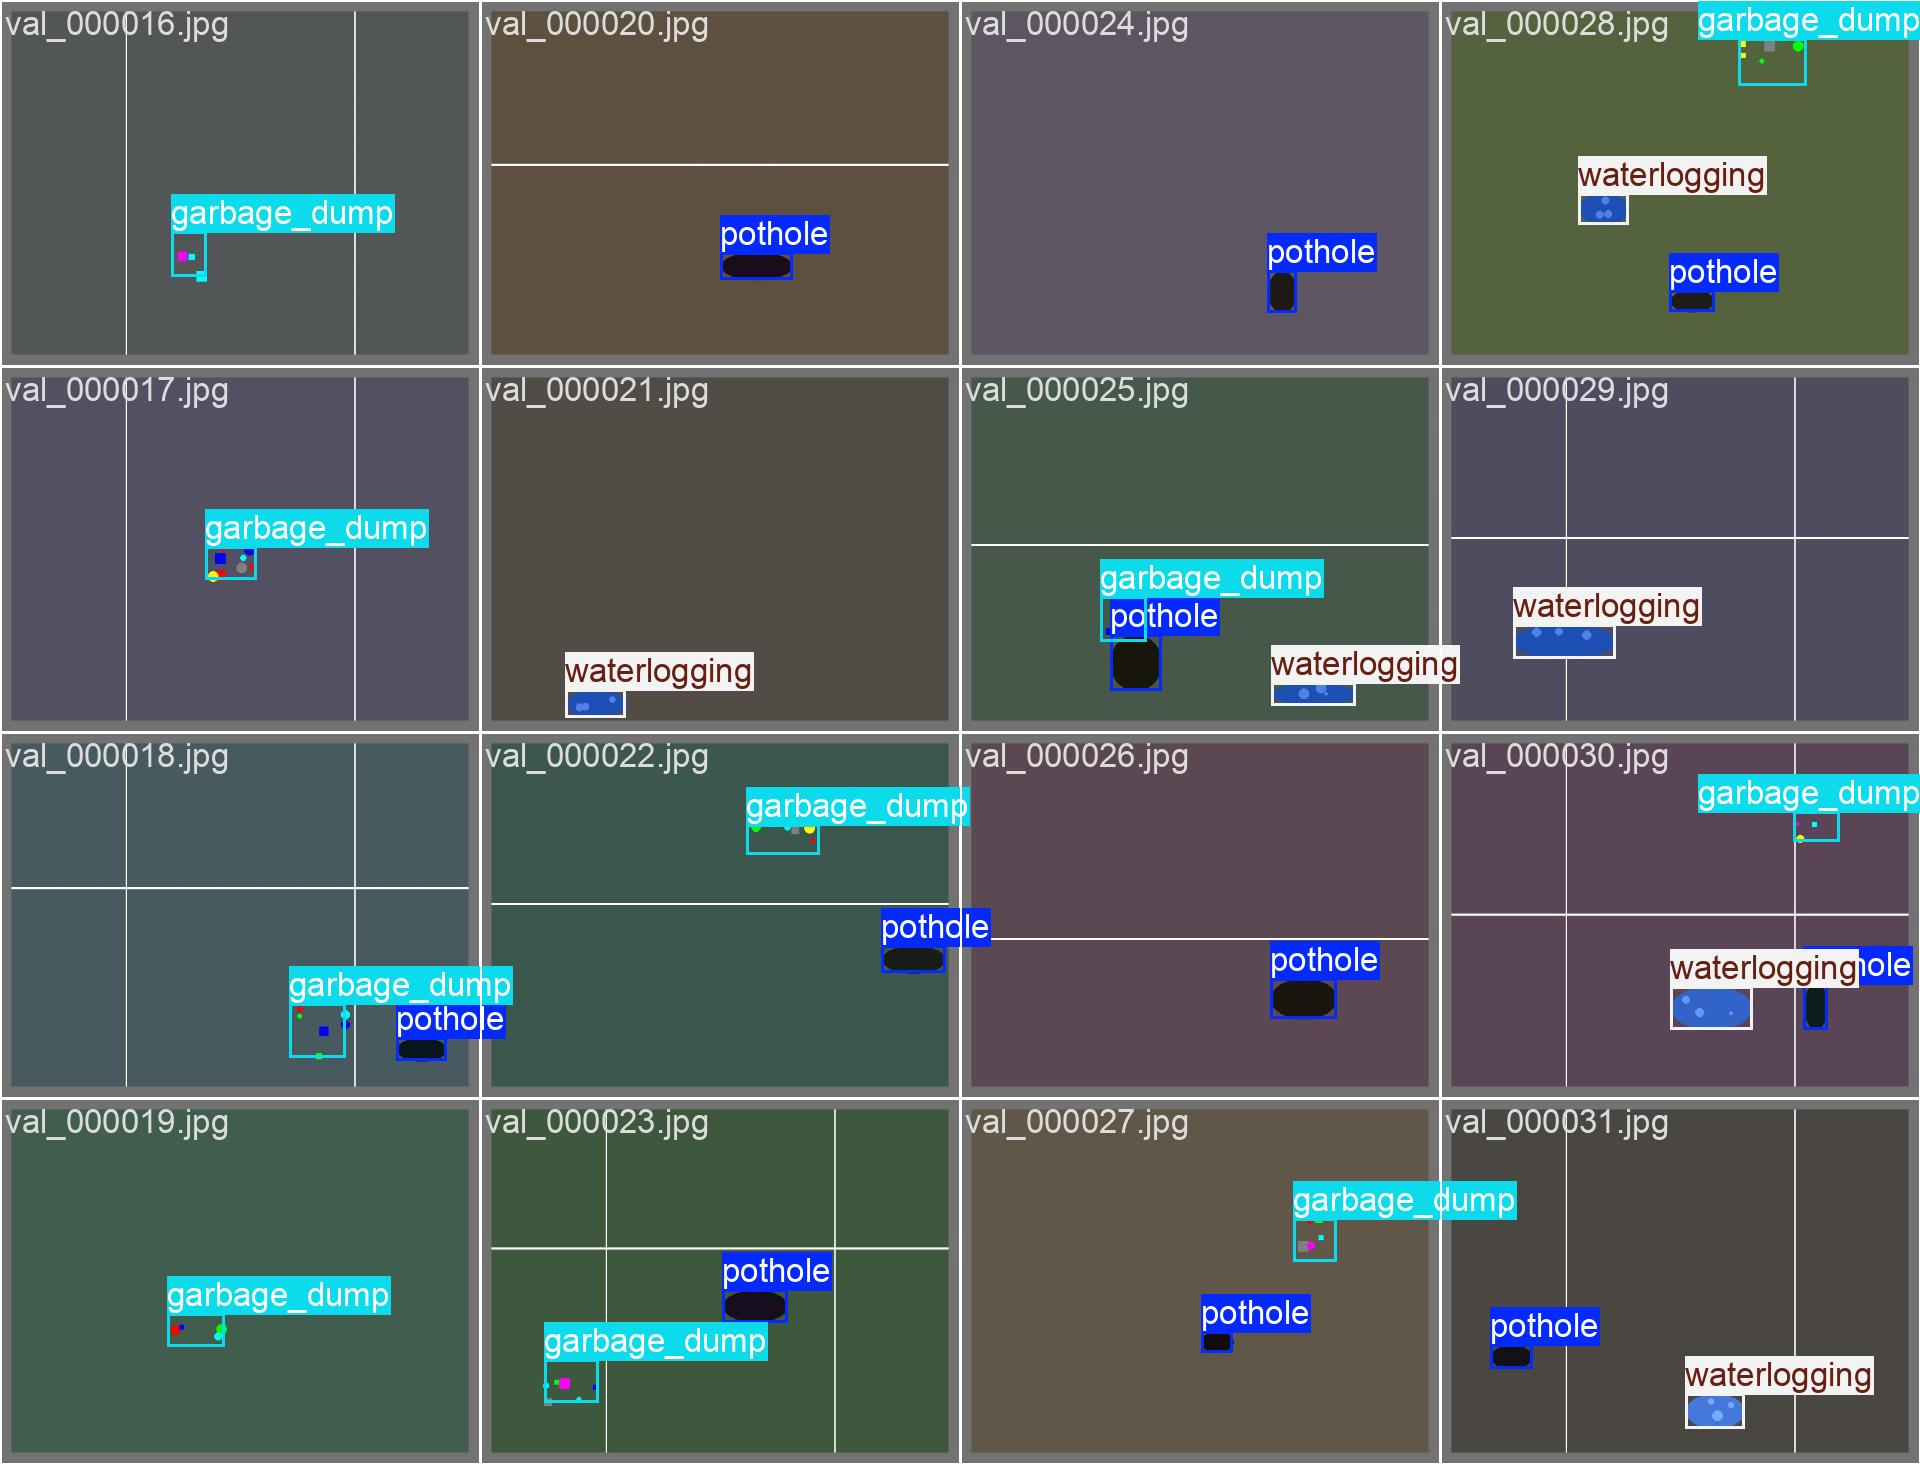 val_000016.jpg
garbage_dump
val_000020.jpg
pothole
val_000024.jpg
pothole
val_000028.jpg
garbage_dump
waterlogging
pothole
val_000017.jpg
garbage_dump
val_000021.jpg
waterlogging
val_000025.jpg
garbage_dump
pothole
waterlogging
val_000029.jpg
waterlogging
val_000018.jpg
garbage_dump
pothole
val_000022.jpg
garbage_dump
pothole
val_000026.jpg
pothole
val_000030.jpg
garbage_dump
waterlogging
hole
val_000019.jpg
garbage_dump
val_000023.jpg
pothole
garbage_dump
val_000027.jpg
garbage_dump
pothole
val_000031.jpg
pothole
waterlogging